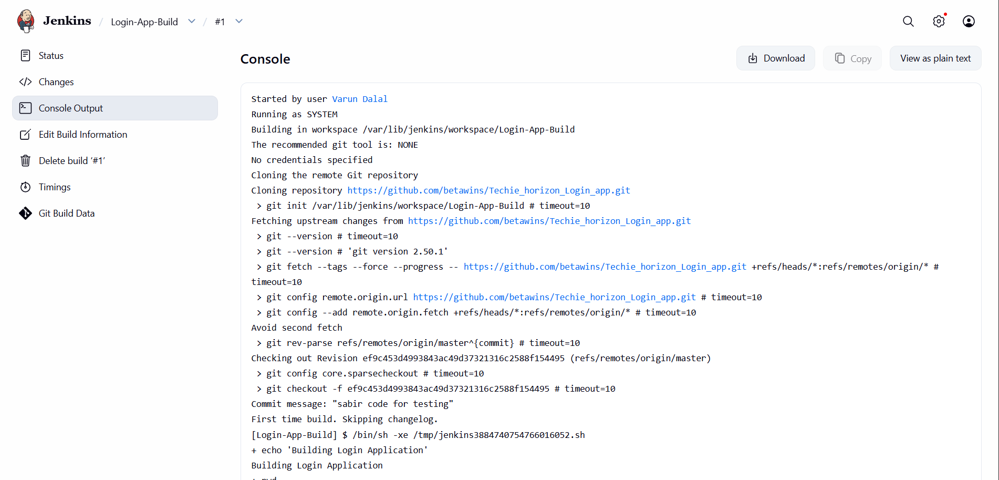 Jenkins / Login-App-Build / #1
Status
Changes
Console Output
Edit Build Information
Delete build ‘#1’
Timings
Git Build Data
Console
Download
Copy
View as plain text
Started by user Varun Dalal
Running as SYSTEM
Building in workspace /var/lib/jenkins/workspace/Login-App-Build
The recommended git tool is: NONE
No credentials specified
Cloning the remote Git repository
Cloning repository https://github.com/betawins/Techie_horizon_Login_app.git
 > git init /var/lib/jenkins/workspace/Login-App-Build # timeout=10
Fetching upstream changes from https://github.com/betawins/Techie_horizon_Login_app.git
 > git --version # timeout=10
 > git --version # 'git version 2.50.1'
 > git fetch --tags --force --progress -- https://github.com/betawins/Techie_horizon_Login_app.git +refs/heads/*:refs/remotes/origin/* #
timeout=10
 > git config remote.origin.url https://github.com/betawins/Techie_horizon_Login_app.git # timeout=10
 > git config --add remote.origin.fetch +refs/heads/*:refs/remotes/origin/* # timeout=10
Avoid second fetch
 > git rev-parse refs/remotes/origin/master^{commit} # timeout=10
Checking out Revision ef9c453d4993843ac49d37321316c2588f154495 (refs/remotes/origin/master)
 > git config core.sparsecheckout # timeout=10
 > git checkout -f ef9c453d4993843ac49d37321316c2588f154495 # timeout=10
Commit message: "sabir code for testing"
First time build. Skipping changelog.
[Login-App-Build] $ /bin/sh -xe /tmp/jenkins3884740754766016052.sh
+ echo 'Building Login Application'
Building Login Application
+ pwd